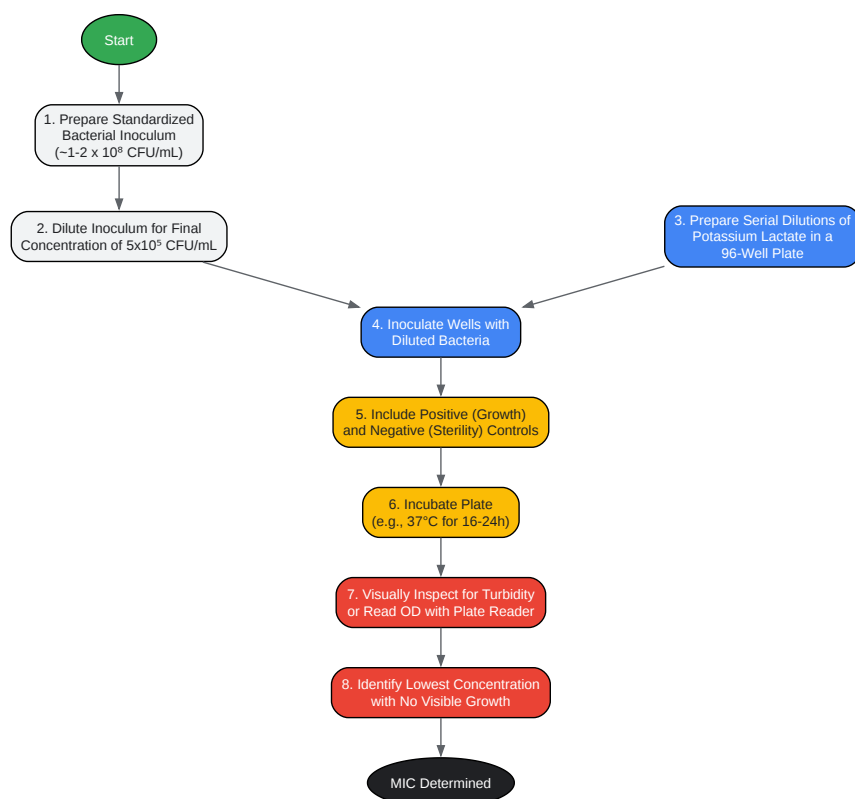 Start
1. Prepare Standardized
Bacterial Inoculum
(~1-2 x 10⁸ CFU/mL)
2. Dilute Inoculum for Final
Concentration of 5x10⁵ CFU/mL
3. Prepare Serial Dilutions of
Potassium Lactate in a
96-Well Plate
4. Inoculate Wells with
Diluted Bacteria
5. Include Positive (Growth)
and Negative (Sterility) Controls
6. Incubate Plate
(e.g., 37°C for 16-24h)
7. Visually Inspect for Turbidity
or Read OD with Plate Reader
8. Identify Lowest Concentration
with No Visible Growth
MIC Determined